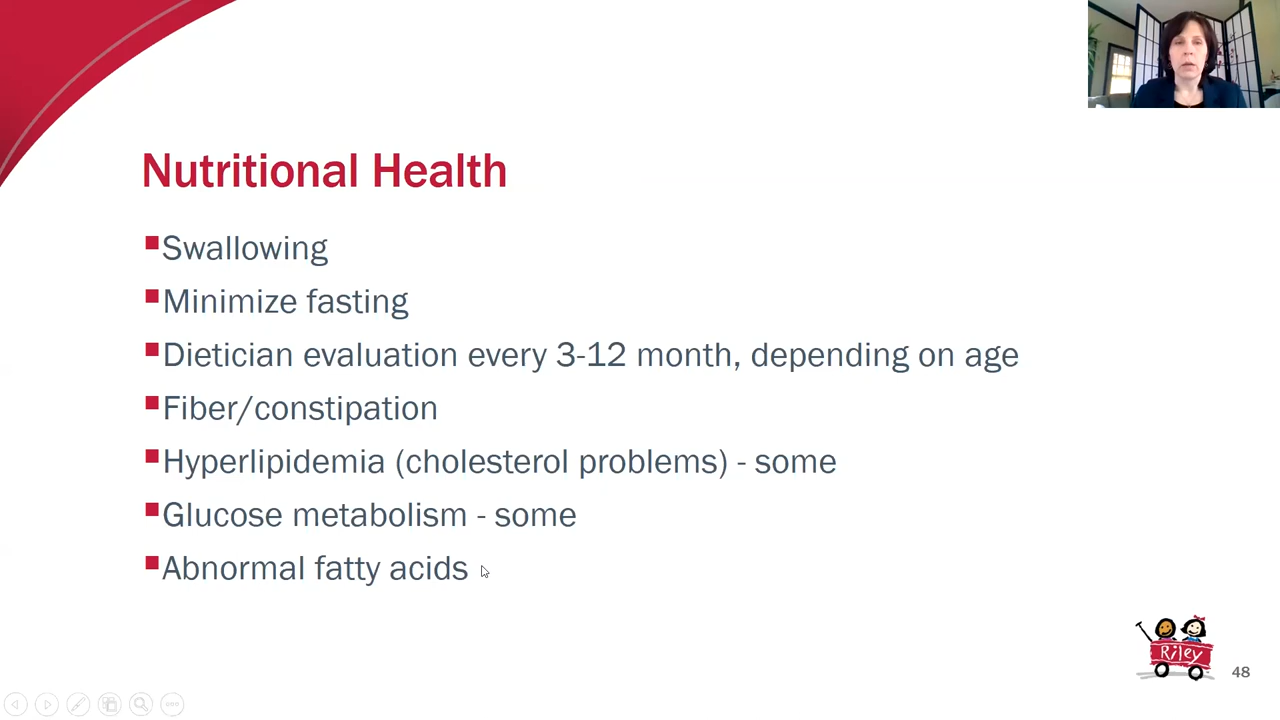 Nutritional Health
Swallowing
Minimize fasting
Dietician evaluation every 3-12 month, depending on age
Fiber/constipation
Hyperlipidemia (cholesterol problems) - some
Glucose metabolism - some
Abnormal fatty acids
Riley
48